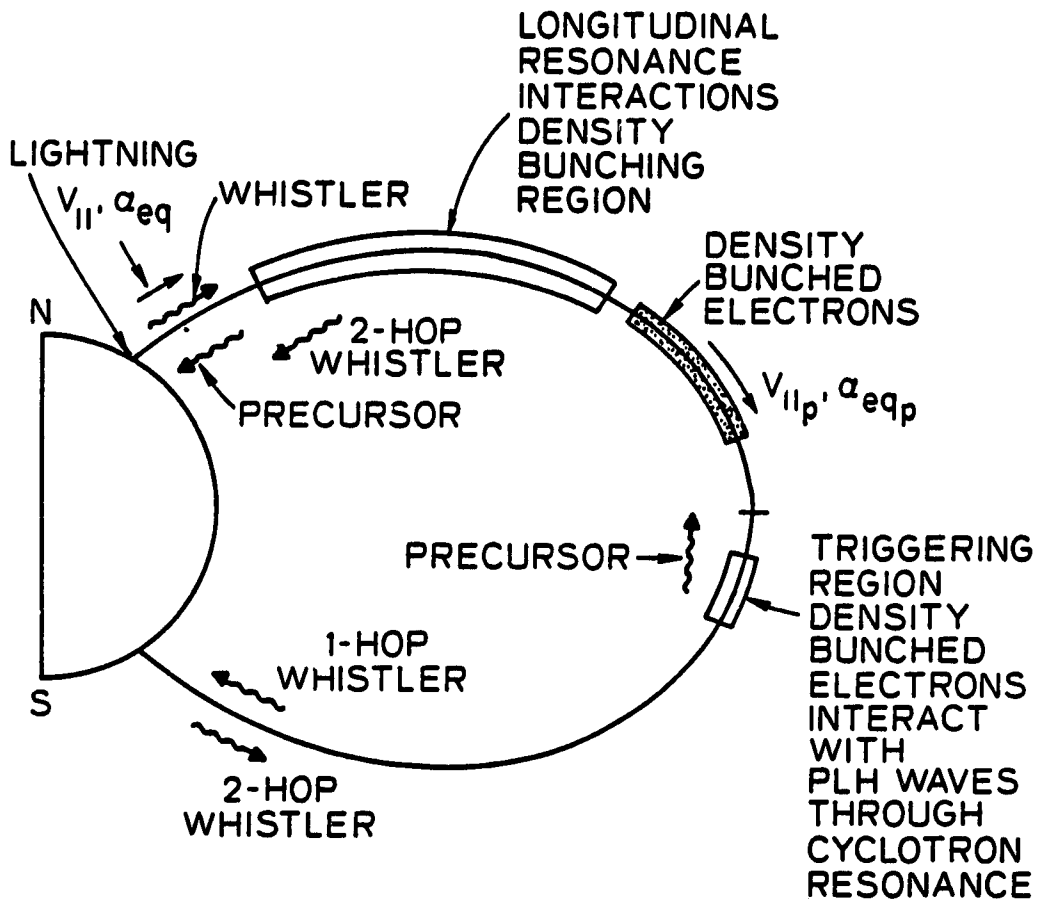 LONGITUDINAL
RESONANCE
INTERACTIONS
DENSITY
BUNCHING
REGION
LIGHTNING
V||, αeq
WHISTLER
DENSITY
BUNCHED
ELECTRONS
N
2-HOP
WHISTLER
PRECURSOR
V||p, αeqp
PRECURSOR
TRIGGERING
REGION
DENSITY
BUNCHED
ELECTRONS
INTERACT
WITH
PLH WAVES
THROUGH
CYCLOTRON
RESONANCE
1-HOP
WHISTLER
S
2-HOP
WHISTLER